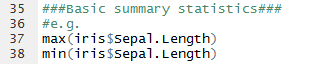 35 ###Basic summary statistics###
36 #e.g.
37 max(iris$Sepal.Length)
38 min(iris$Sepal.Length)